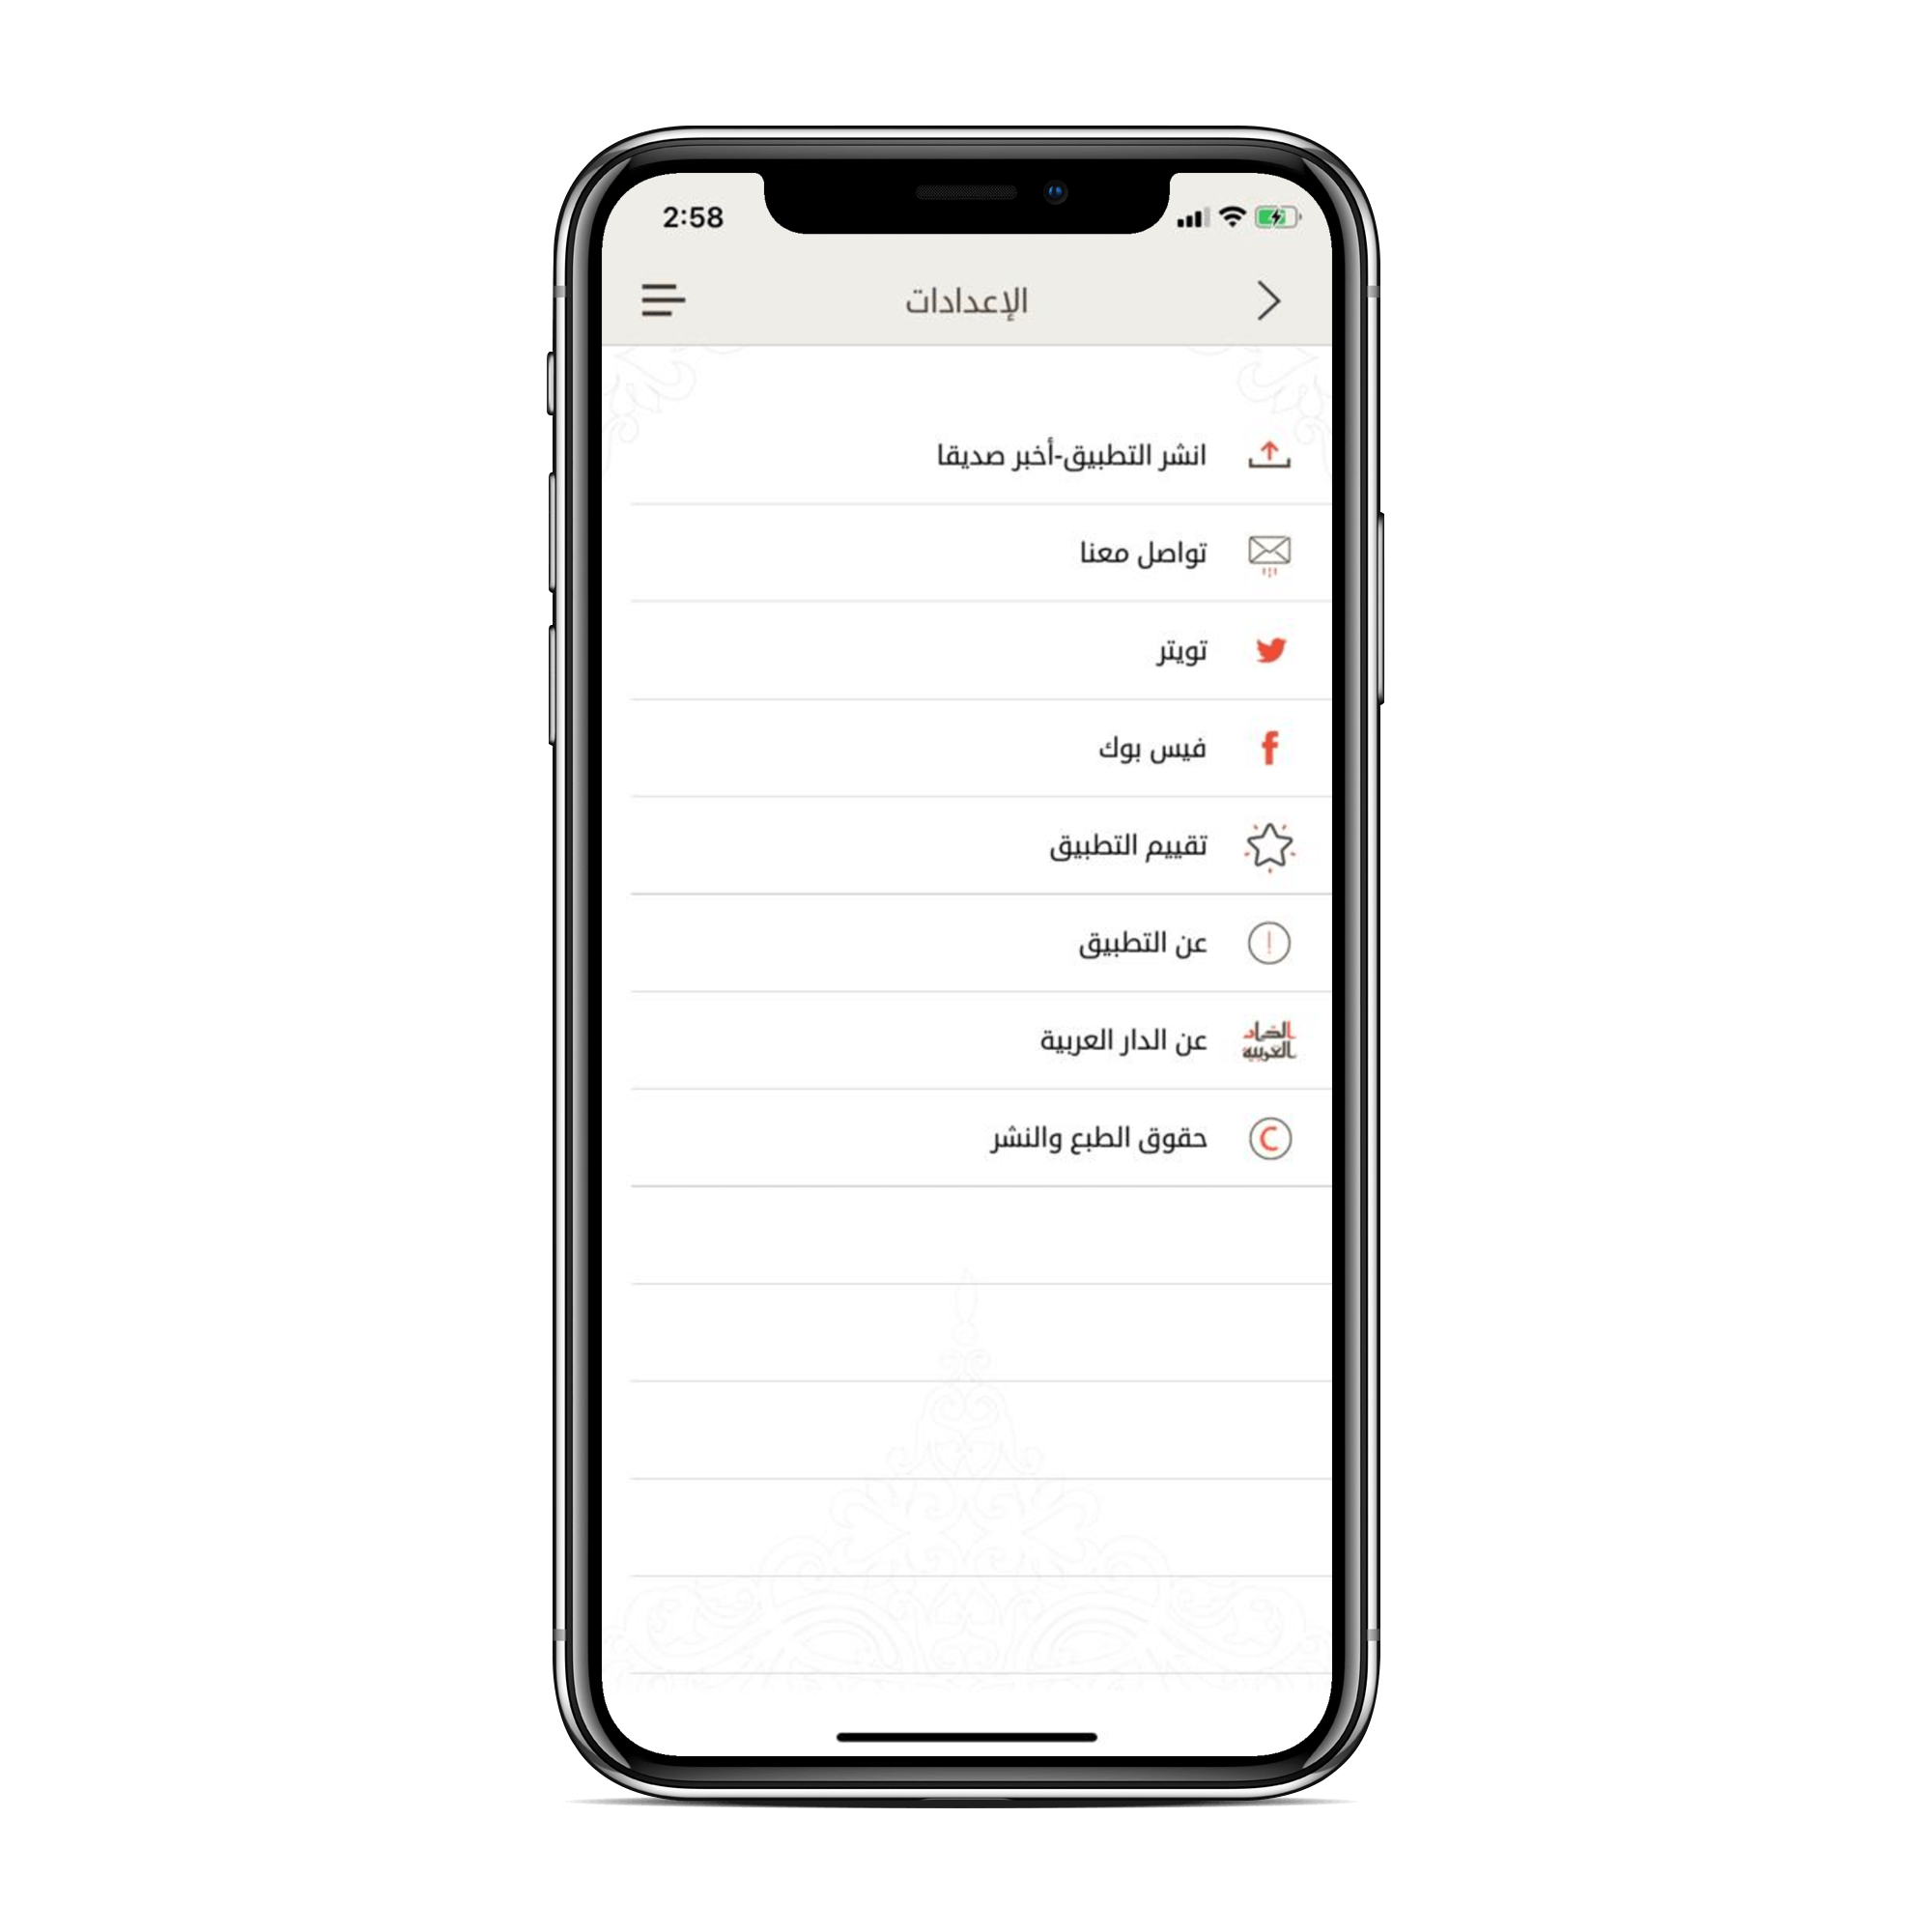 2:58
الإعدادات
انشر التطبيق-أخبر صديقا
تواصل معنا
تويتر
فيس بوك
تقييم التطبيق
عن التطبيق
عن الدار العربية
الدار
العربية
حقوق الطبع والنشر